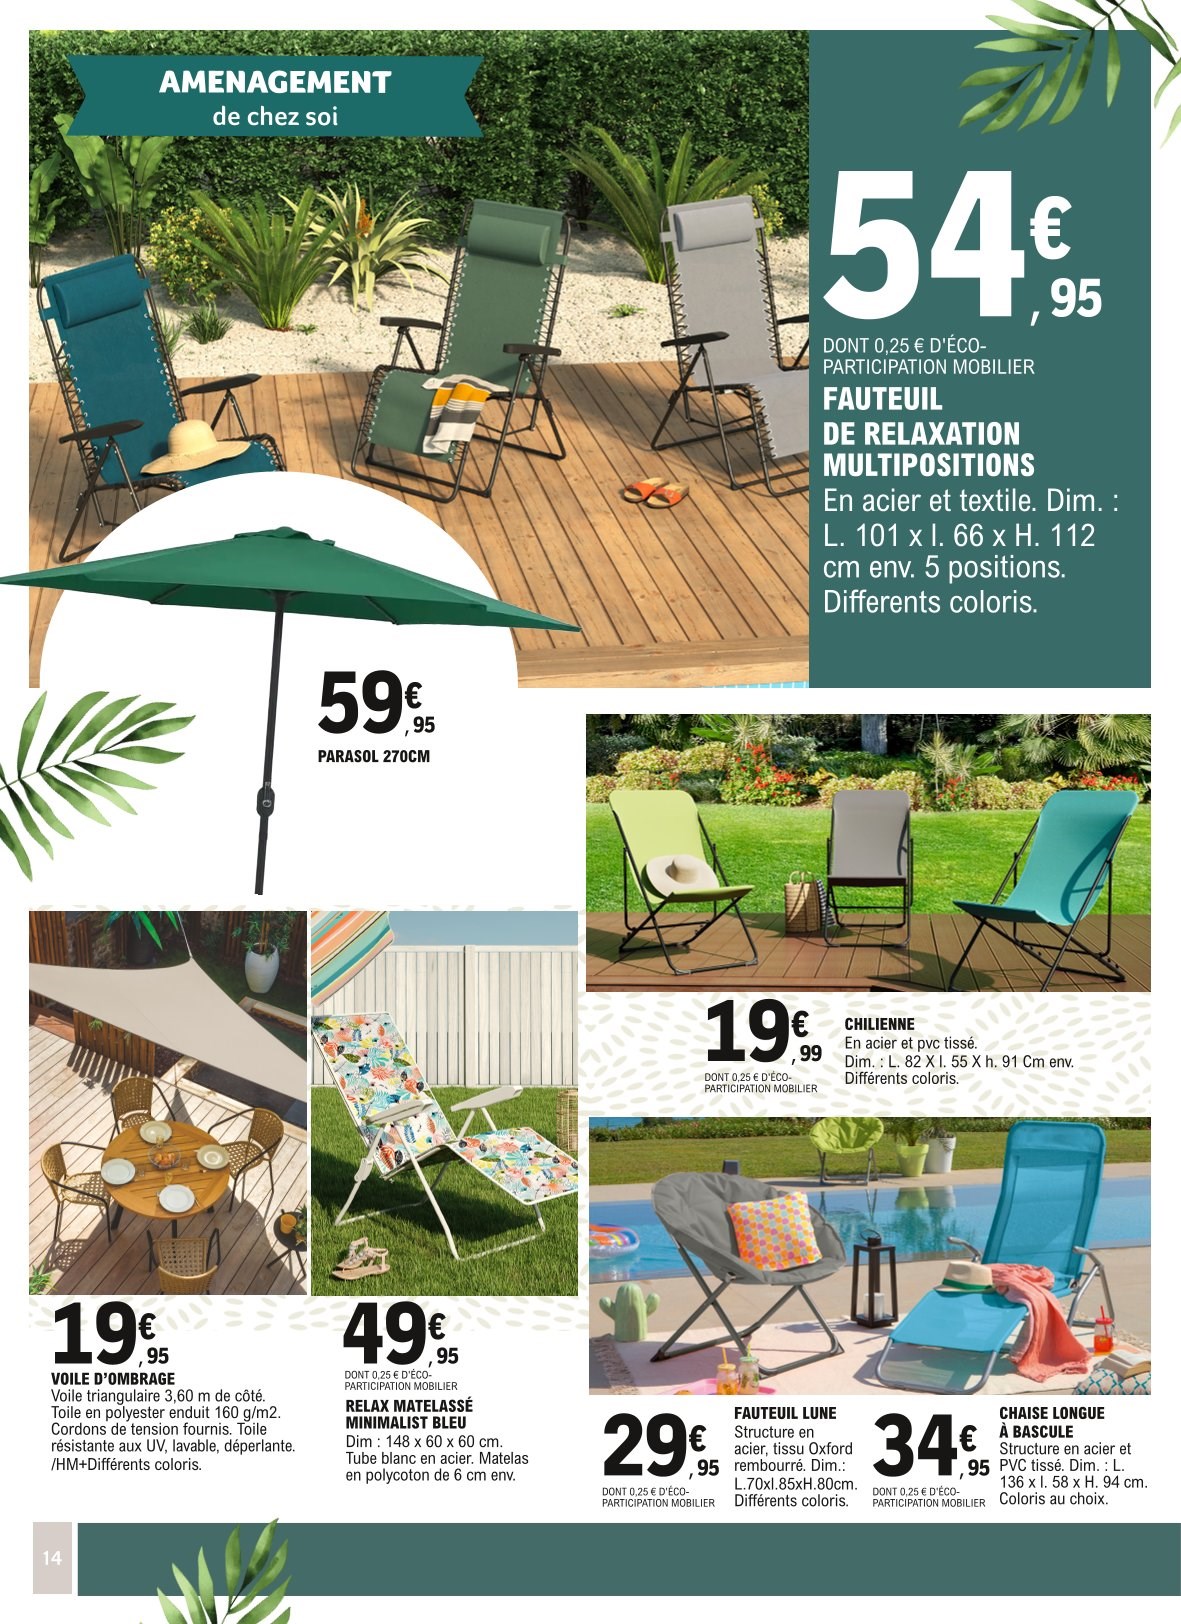 AMENAGEMENT
de chez soi
54€,95
DONT 0,25 € D'ÉCO-
PARTICIPATION MOBILIER
FAUTEUIL
DE RELAXATION
MULTIPOSITIONS
En acier et textile. Dim. :
L. 101 x l. 66 x H. 112
cm env. 5 positions.
Differents coloris.
59€,95
PARASOL 270CM
19€,99
DONT 0,25 € D'ÉCO-
PARTICIPATION MOBILIER
CHILIENNE
En acier et pvc tissé.
Dim. : L. 82 X l. 55 X h. 91 Cm env.
Différents coloris.
19€,95
VOILE D'OMBRAGE
Voile triangulaire 3,60 m de côté.
Toile en polyester enduit 160 g/m2.
Cordons de tension fournis. Toile
résistante aux UV, lavable, déperlante.
/HM+Différents coloris.
49€,95
DONT 0,25 € D'ÉCO-
PARTICIPATION MOBILIER
RELAX MATELASSÉ
MINIMALIST BLEU
Dim : 148 x 60 x 60 cm.
Tube blanc en acier. Matelas
en polycoton de 6 cm env.
29€,95
DONT 0,25 € D'ÉCO-
PARTICIPATION MOBILIER
FAUTEUIL LUNE
Structure en
acier, tissu Oxford
rembourré. Dim.:
L.70xl.85xH.80cm.
Différents coloris.
34€,95
DONT 0,25 € D'ÉCO-
PARTICIPATION MOBILIER
CHAISE LONGUE
À BASCULE
Structure en acier et
PVC tissé. Dim. : L.
136 x l. 58 x H. 94 cm.
Coloris au choix.
14